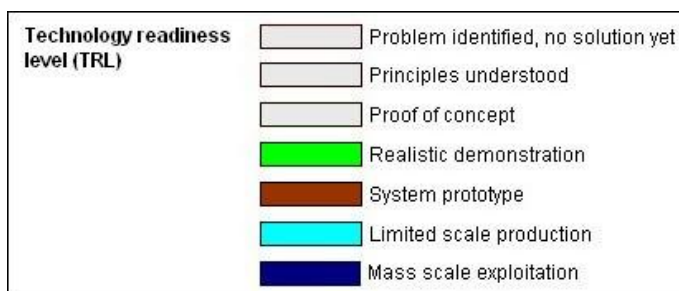 Technology readiness
level (TRL)
Problem identified, no solution yet
Principles understood
Proof of concept
Realistic demonstration
System prototype
Limited scale production
Mass scale exploitation